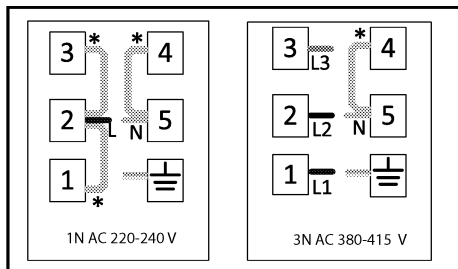 3 * * 4
2 L N 5
1 *
1N AC 220-240 V
3 L3 * 4
2 L2 N 5
1 L1
3N AC 380-415 V